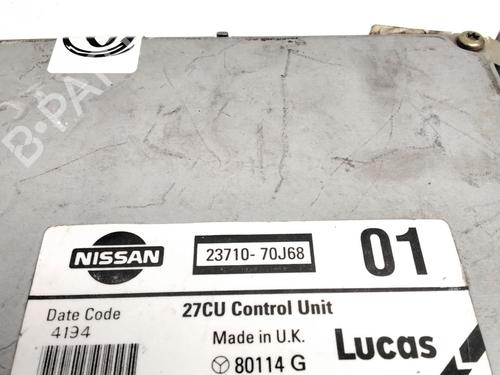 B-PA
NISSAN
23710- 70J68
01
Date Code
4194
27CU Control Unit
Made in U.K.
80114 G
Lucas